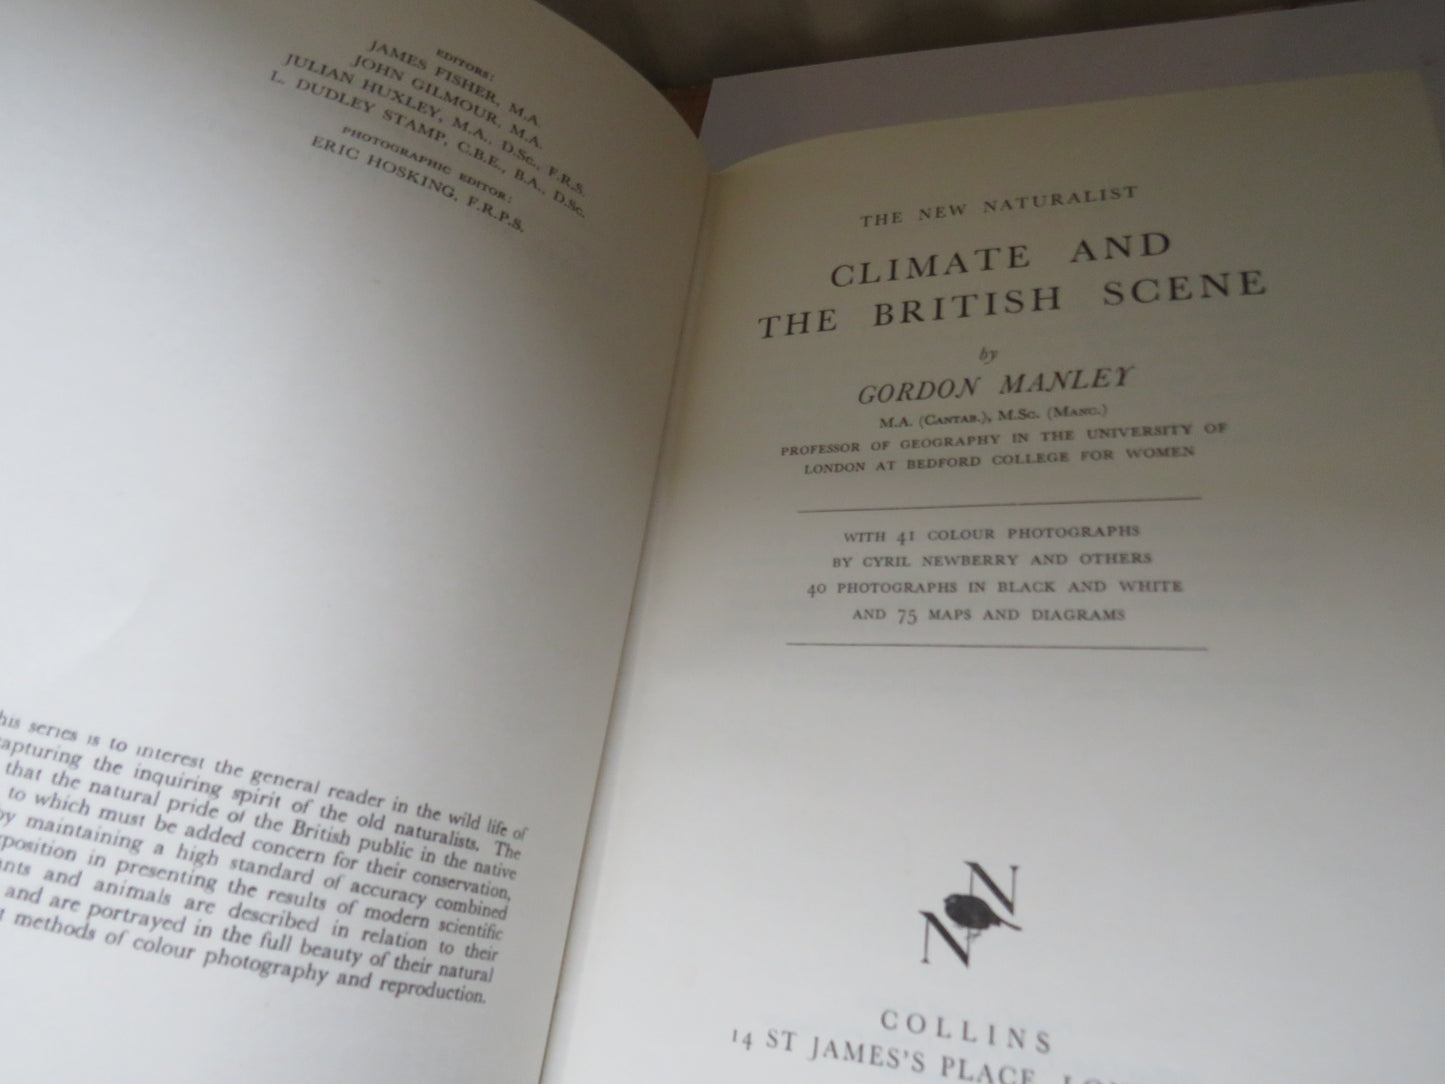 EDITORS:
JAMES FISHER, M.A.
JOHN GILMOUR, M.A.
JULIAN HUXLEY, M.A., D.Sc., F.R.S.
L. DUDLEY STAMP, C.B.E., B.A., D.Sc.
PHOTOGRAPHIC EDITOR:
ERIC HOSKING, F.R.P.S.
series is to interest the general reader in the wild life of
the inquiring spirit of the old naturalists. The
that the natural pride of the British public in the native
to which must be added concern for their conservation,
by maintaining a high standard of accuracy combined
in presenting the results of modern scientific
and animals are described in relation to their
and are portrayed in the full beauty of their natural
methods of colour photography and reproduction.
THE NEW NATURALIST
CLIMATE AND
THE BRITISH SCENE
by
GORDON MANLEY
M.A. (CANTAB.), M.Sc. (MANC.)
PROFESSOR OF GEOGRAPHY IN THE UNIVERSITY OF
LONDON AT BEDFORD COLLEGE FOR WOMEN
WITH 41 COLOUR PHOTOGRAPHS
BY CYRIL NEWBERRY AND OTHERS
40 PHOTOGRAPHS IN BLACK AND WHITE
AND 75 MAPS AND DIAGRAMS
NN
COLLINS
14 ST JAMES'S PLACE,